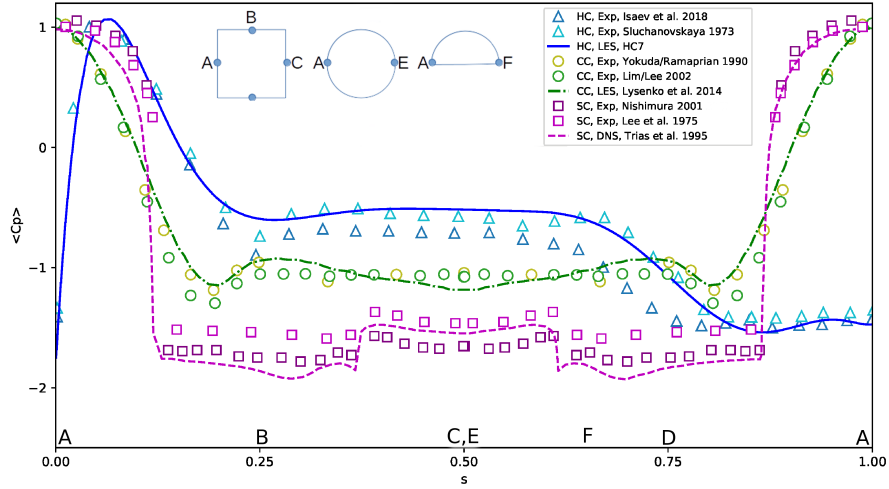 HC, Exp, Isaev et al. 2018
HC, Exp, Sluchanovskaya 1973
HC, LES, HC7
CC, Exp, Yokuda/Ramaprian 1990
CC, Exp, Lim/Lee 2002
CC, LES, Lysenko et al. 2014
SC, Exp, Nishimura 2001
SC, Exp, Lee et al. 1975
SC, DNS, Trias et al. 1995
B
A C A E A F
1
0
−1
−2
<Cp>
A B C,E F D A
0.00 0.25 0.50 0.75 1.00
s